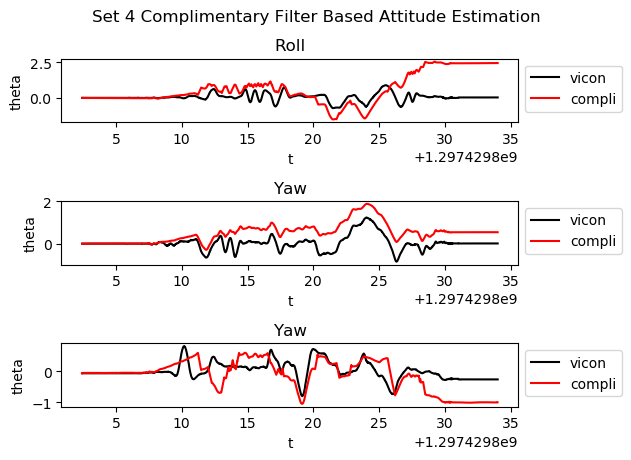 Set 4 Complimentary Filter Based Attitude Estimation
Roll
2.5
0.0
theta
5 10 15 20 25 30 35
t
+1.2974298e9
vicon
compli
Yaw
2
0
theta
5 10 15 20 25 30 35
t
+1.2974298e9
vicon
compli
Yaw
0
−1
theta
5 10 15 20 25 30 35
t
+1.2974298e9
vicon
compli